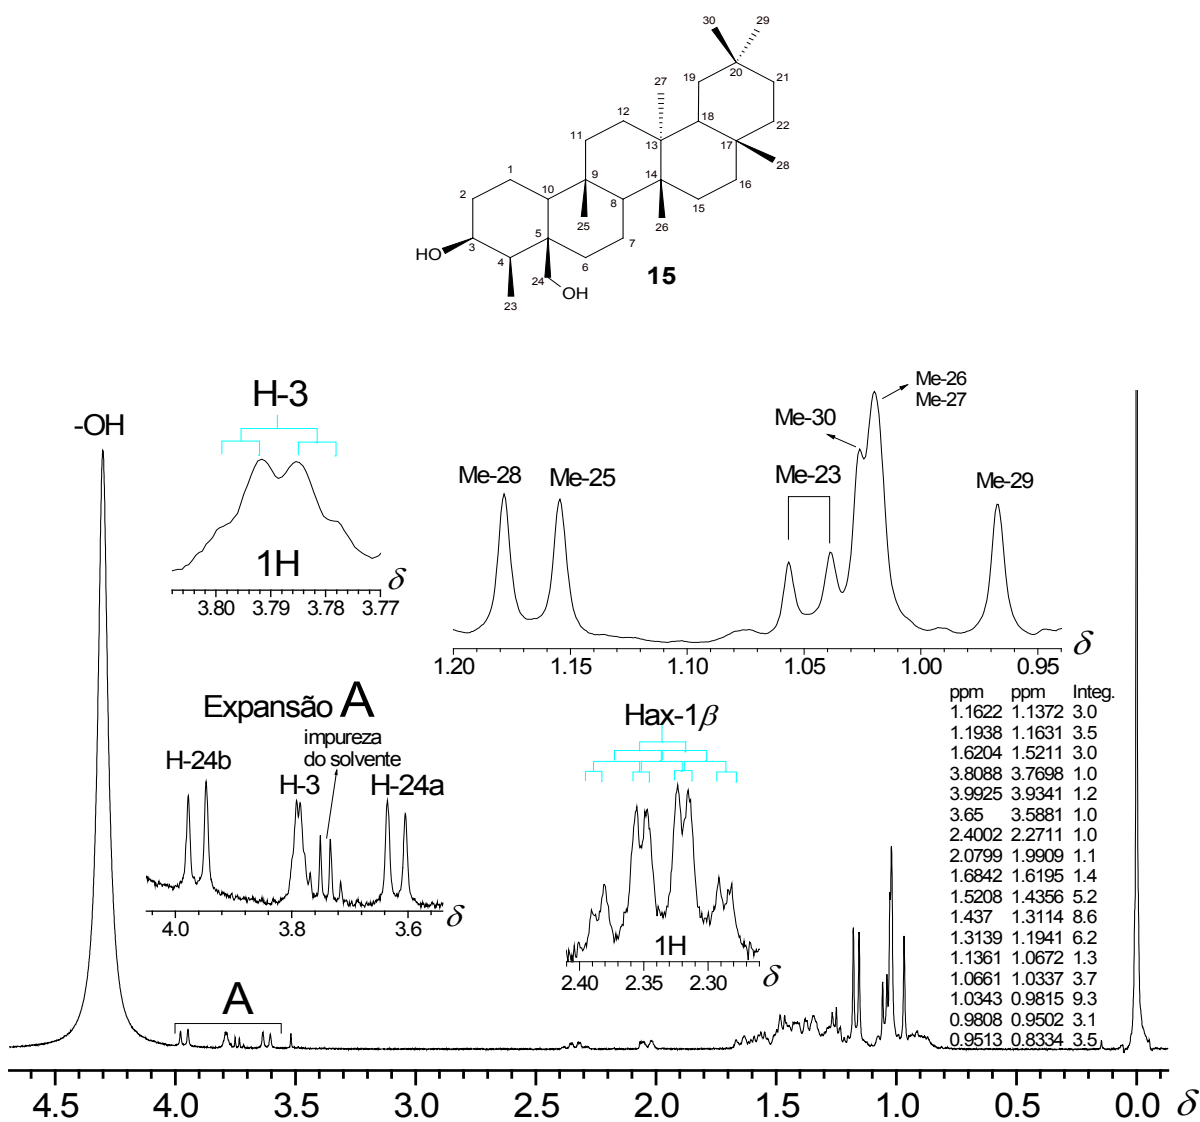 30
29
20
19
21
27
12
18
22
11
13
17
28
1
9
14
16
2
10
8
15
25
26
3
5
7
HO
4
6
24
OH
23
15
H-3
-OH
1H
3.80 3.79 3.78 3.77
δ
Me-26
Me-27
Me-30
Me-28
Me-25
Me-23
Me-29
1.20 1.15 1.10 1.05 1.00 0.95
δ
Expansão A
impureza
do solvente
H-24b
H-3
H-24a
4.0 3.8 3.6
δ
Hax-1β
1H
2.40 2.35 2.30
δ
ppm ppm Integ.
1.1622 1.1372 3.0
1.1938 1.1631 3.5
1.6204 1.5211 3.0
3.8088 3.7698 1.0
3.9925 3.9341 1.2
3.65 3.5881 1.0
2.4002 2.2711 1.0
2.0799 1.9909 1.1
1.6842 1.6195 1.4
1.5208 1.4356 5.2
1.437 1.3114 8.6
1.3139 1.1941 6.2
1.1361 1.0672 1.3
1.0661 1.0337 3.7
1.0343 0.9815 9.3
0.9808 0.9502 3.1
0.9513 0.8334 3.5
A
4.5 4.0 3.5 3.0 2.5 2.0 1.5 1.0 0.5 0.0 δ